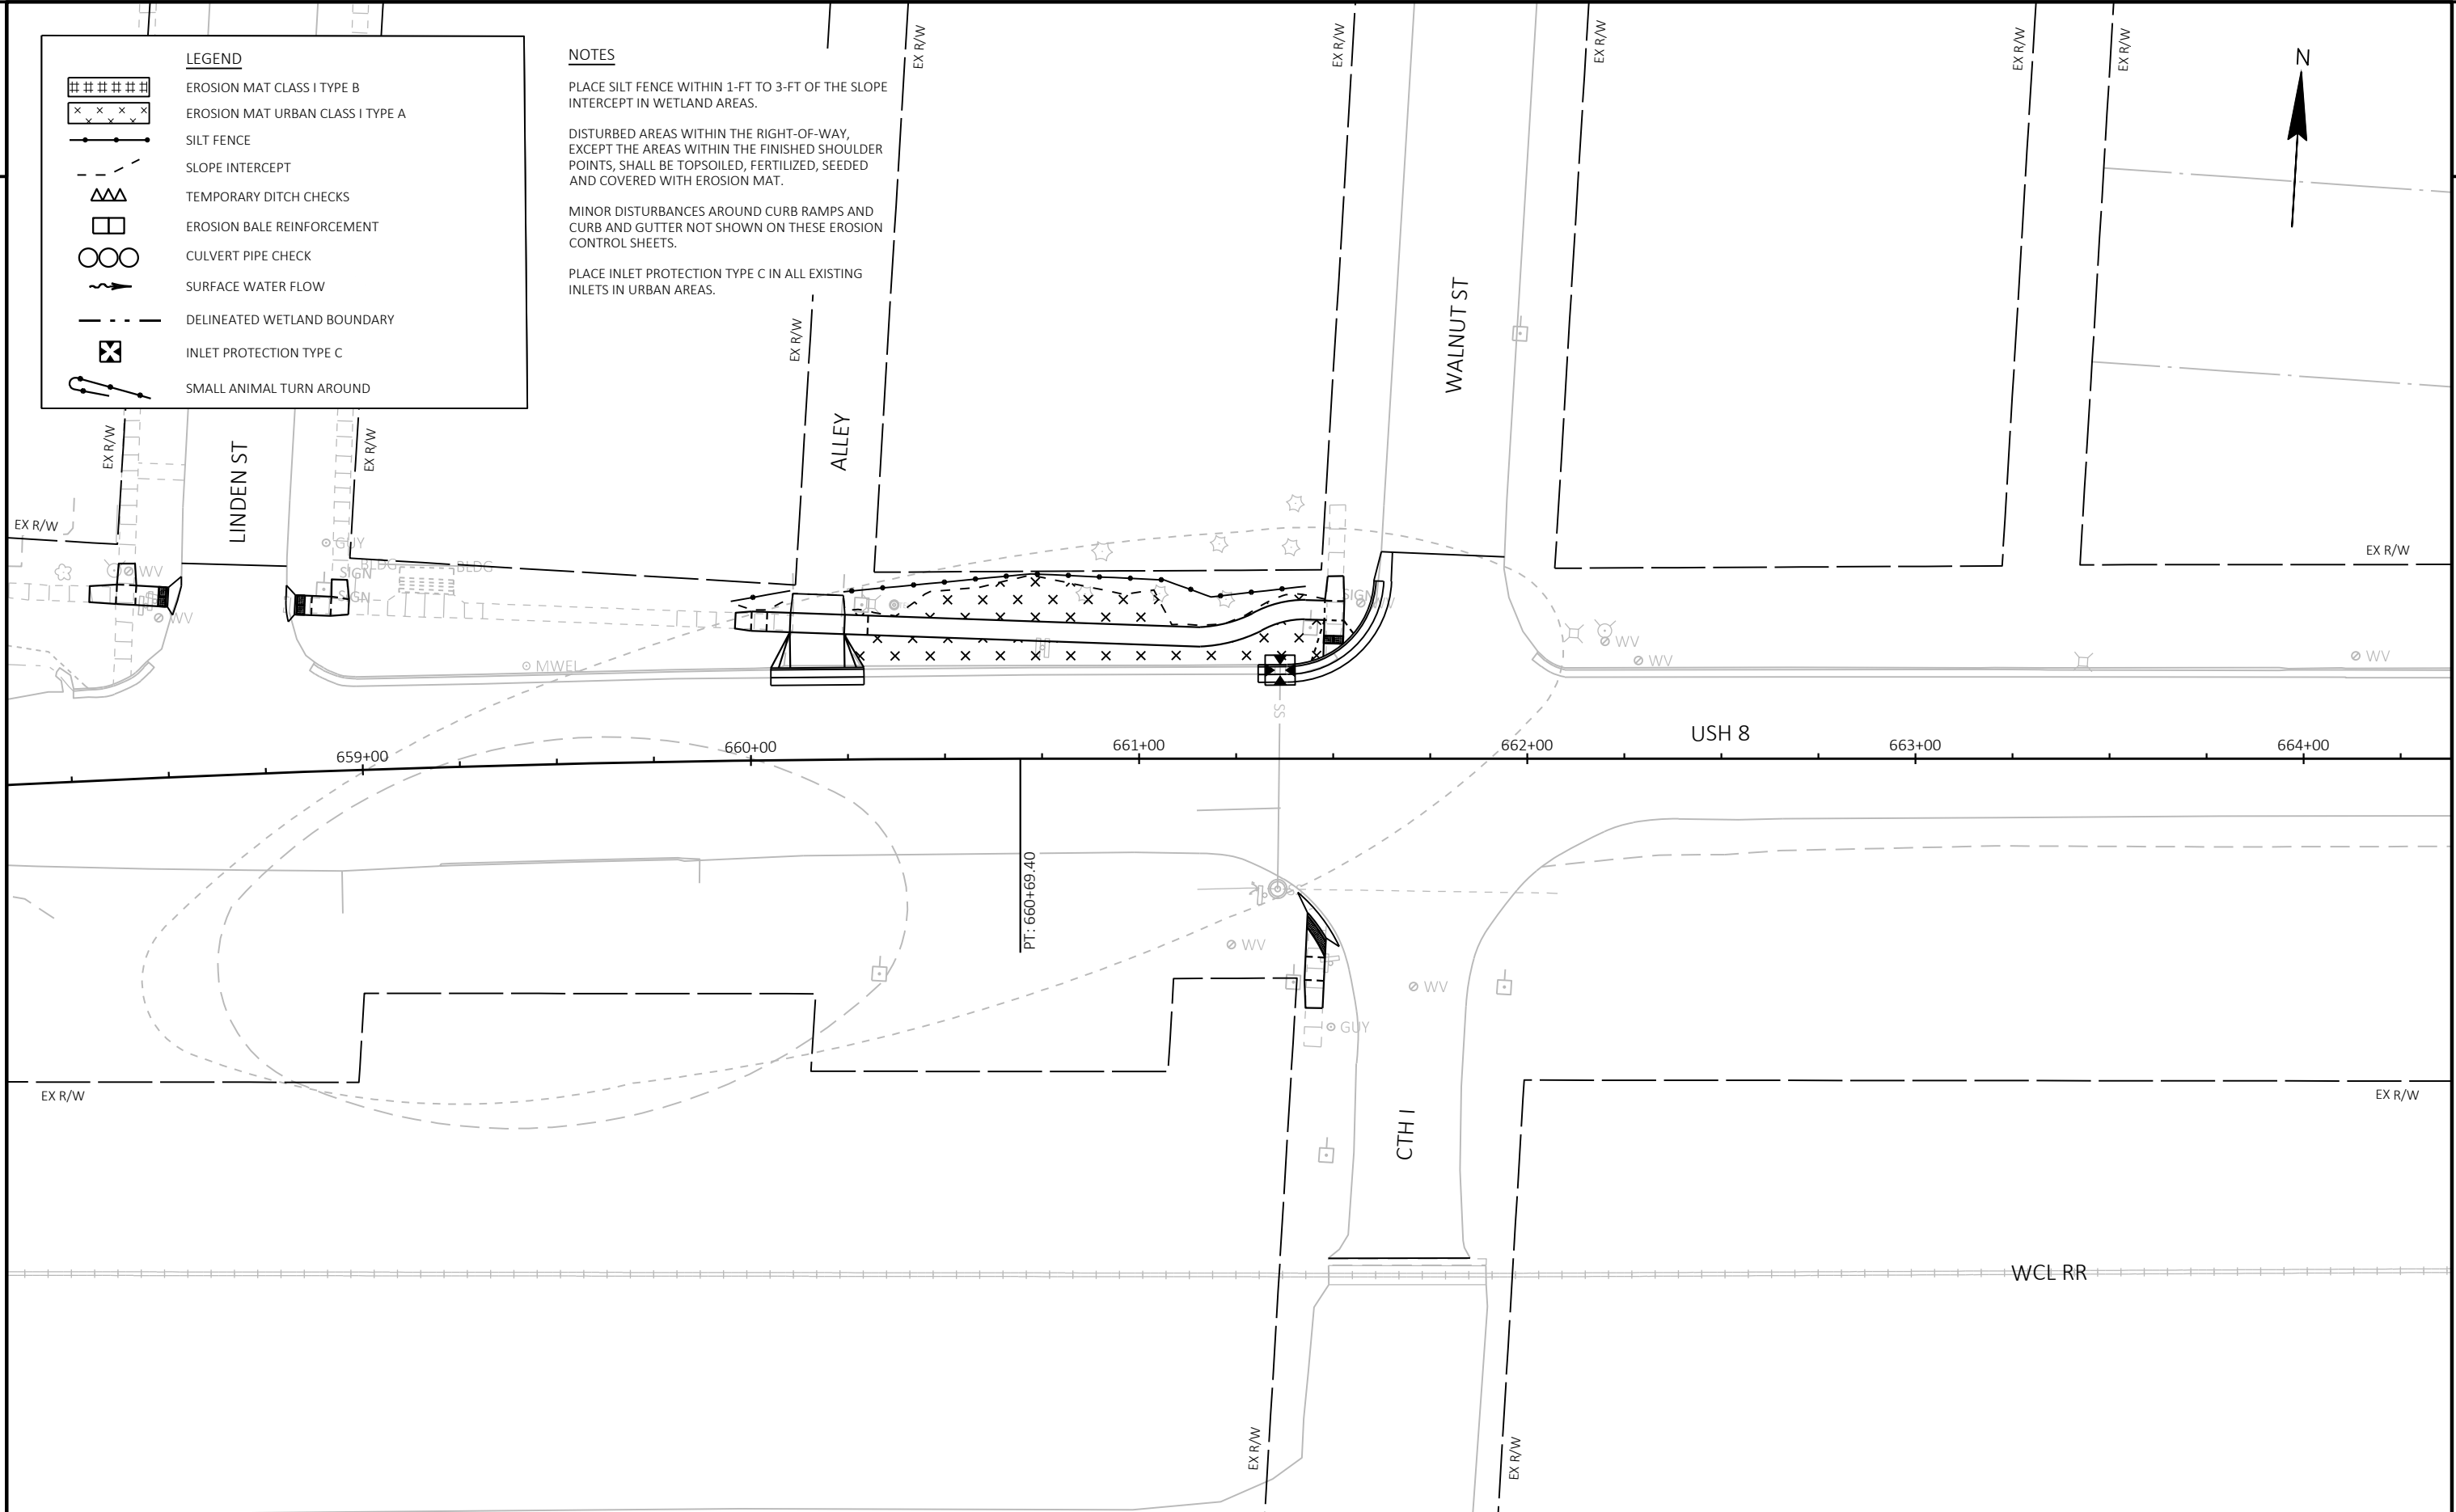 LEGEND
EROSION MAT CLASS I TYPE B
EROSION MAT URBAN CLASS I TYPE A
SILT FENCE
SLOPE INTERCEPT
TEMPORARY DITCH CHECKS
EROSION BALE REINFORCEMENT
CULVERT PIPE CHECK
SURFACE WATER FLOW
DELINEATED WETLAND BOUNDARY
INLET PROTECTION TYPE C
SMALL ANIMAL TURN AROUND
NOTES
PLACE SILT FENCE WITHIN 1-FT TO 3-FT OF THE SLOPE
INTERCEPT IN WETLAND AREAS.
DISTURBED AREAS WITHIN THE RIGHT-OF-WAY,
EXCEPT THE AREAS WITHIN THE FINISHED SHOULDER
POINTS, SHALL BE TOPSOILED, FERTILIZED, SEEDED
AND COVERED WITH EROSION MAT.
MINOR DISTURBANCES AROUND CURB RAMPS AND
CURB AND GUTTER NOT SHOWN ON THESE EROSION
CONTROL SHEETS.
PLACE INLET PROTECTION TYPE C IN ALL EXISTING
INLETS IN URBAN AREAS.
EX R/W
EX R/W
EX R/W
EX R/W
EX R/W
N
EX R/W
WALNUT ST
ALLEY
EX R/W
LINDEN ST
EX R/W
EX R/W
EX R/W
GUY
BLDG
BLDG
SIGN
SIGN
WV
WV
MWEL
SIGN
WV
WV
WV
WV
SS
USH 8
659+00
660+00
661+00
662+00
663+00
664+00
PT: 660+69.40
WV
WV
GUY
EX R/W
EX R/W
CTH I
WCL RR
EX R/W
EX R/W